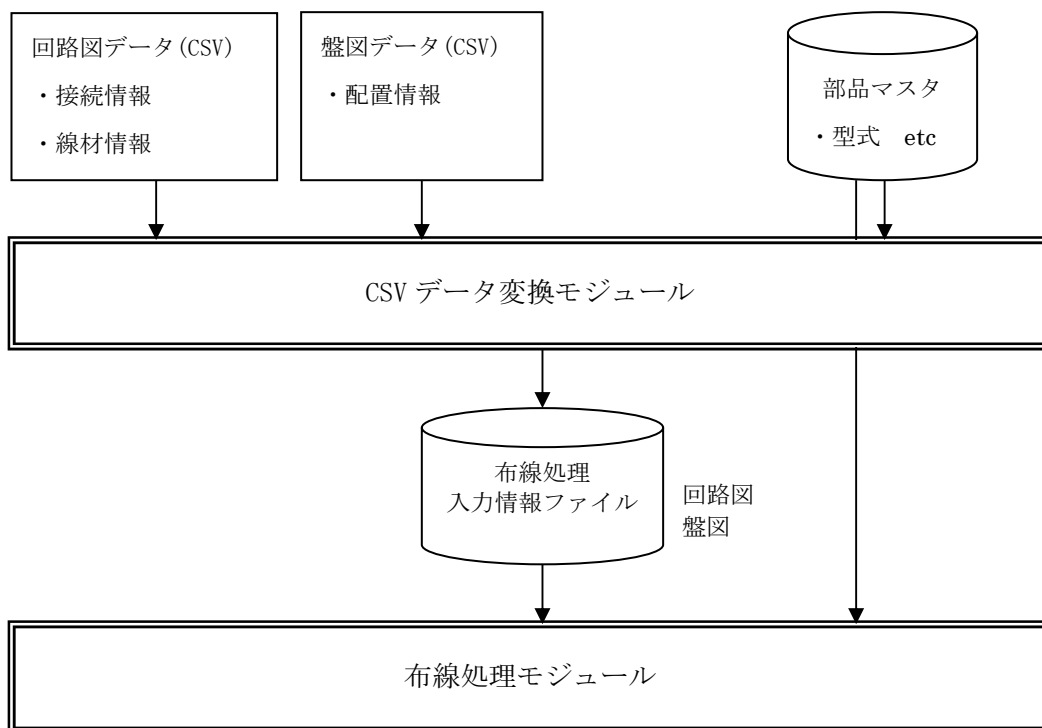 回路図データ(CSV)
・接続情報
・線材情報
盤図データ(CSV)
・配置情報
部品マスタ
・型式　etc
CSV データ変換モジュール
布線処理
入力情報ファイル
回路図
盤図
布線処理モジュール